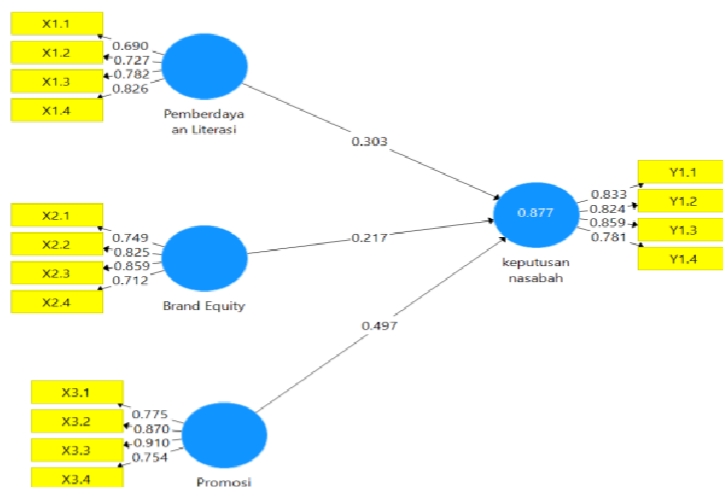 X1.1
X1.2
X1.3
X1.4
0.690
0.727
0.782
0.826
Pemberdaya
an Literasi
0.303
X2.1
X2.2
X2.3
X2.4
0.749
0.825
0.859
0.712
Brand Equity
0.217
X3.1
X3.2
X3.3
X3.4
0.775
0.870
0.910
0.754
Promosi
0.497
0.877
keputusan
nasabah
0.833
0.824
0.859
0.781
Y1.1
Y1.2
Y1.3
Y1.4